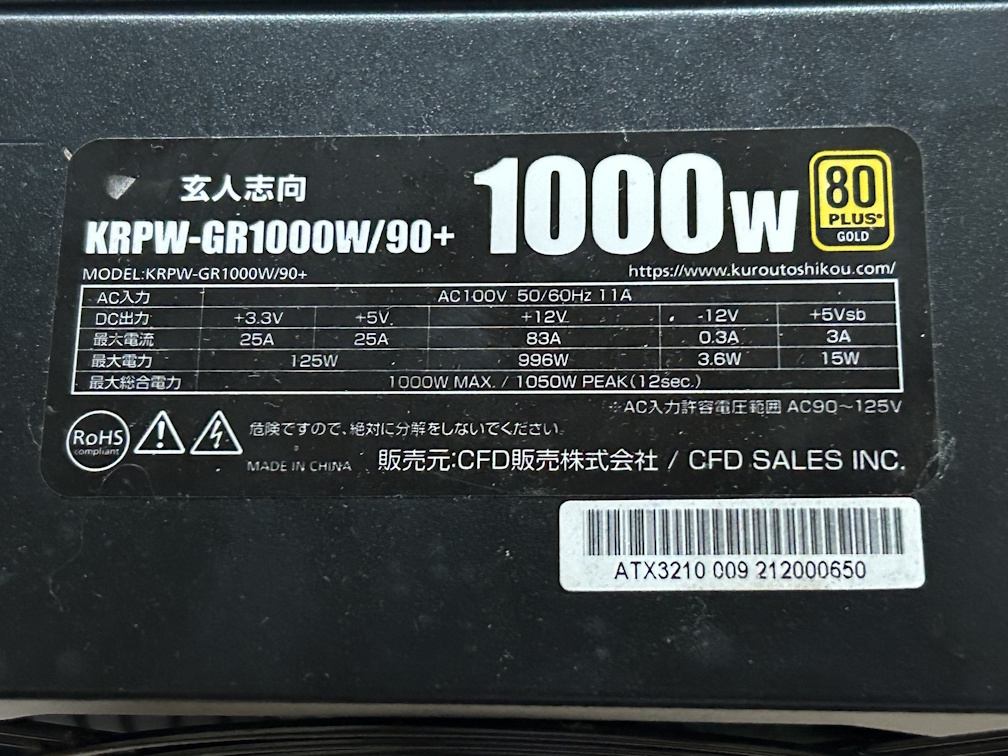 玄人志向
KRPW-GR1000W/90+
1000W
80
PLUS
GOLD
MODEL:KRPW-GR1000W/90+
https://www.kuroutoshikou.com/
AC入力 AC100V 50/60Hz 11A
DC出力 +3.3V +5V +12V -12V +5Vsb
最大電流 25A 25A 83A 0.3A 3A
最大電力 125W 996W 3.6W 15W
最大総合電力 1000W MAX. / 1050W PEAK(12sec.)
※AC入力許容電圧範囲 AC90～125V
RoHS
compliant
危険ですので、絶対に分解をしないでください。
MADE IN CHINA
販売元:CFD販売株式会社 / CFD SALES INC.
ATX3210 009 212000650